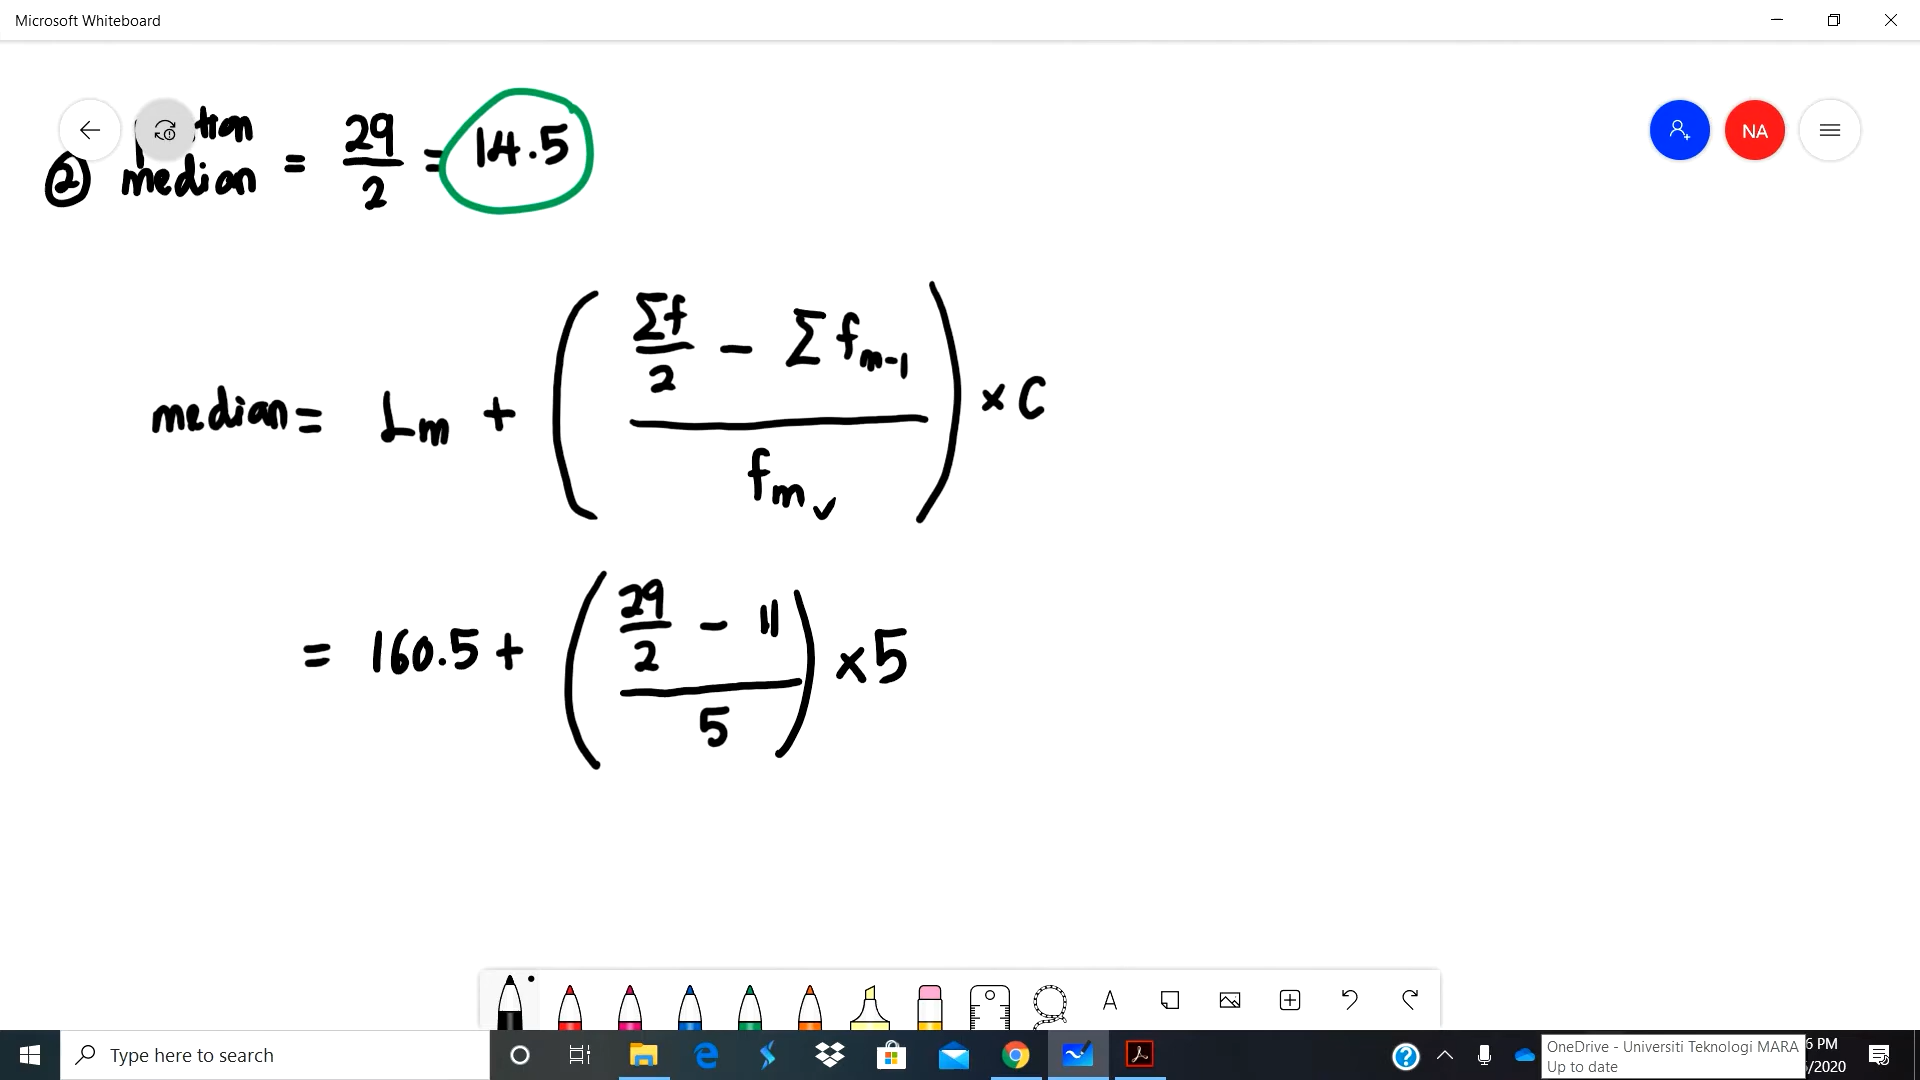 Microsoft Whiteboard
② median = 29/2 = 14.5
NA
median = Lm + ( (Σf/2 - Σfm-1) / fm ✓ ) × C
= 160.5 + ( (29/2 - 11) / 5 ) × 5
A
Type here to search
OneDrive - Universiti Teknologi MARA
Up to date
6 PM
/2020